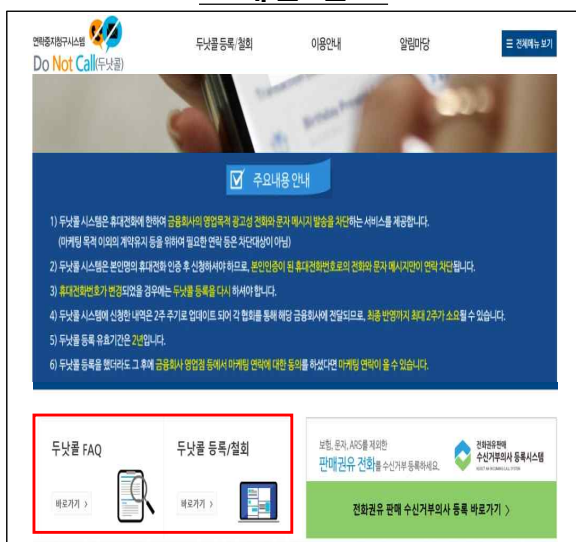 연락중지청구시스템
Do Not Call(두낫콜)
두낫콜 등록/철회
이용안내
알림마당
☰ 전체메뉴 보기
주요내용 안내
1) 두낫콜 시스템은 휴대전화에 한하여 금융회사의 영업목적 광고성 전화와 문자 메시지 발송을 차단하는 서비스를 제공합니다.
(마케팅 목적 이외의 계약유지 등을 위하여 필요한 연락 등은 차단대상이 아님)
2) 두낫콜 시스템은 본인명의 휴대전화 인증 후 신청하셔야 하므로, 본인인증이 된 휴대전화번호로의 전화와 문자 메시지만이 연락 차단됩니다.
3) 휴대전화번호가 변경되었을 경우에는 두낫콜 등록을 다시 하셔야 합니다.
4) 두낫콜 시스템에 신청한 내역은 2주 주기로 업데이트 되어 각 협회를 통해 해당 금융회사에 전달되므로, 최종 반영까지 최대 2주가 소요될 수 있습니다.
5) 두낫콜 등록 유효기간은 2년입니다.
6) 두낫콜 등록을 했더라도 그 후에 금융회사 영업점 등에서 마케팅 연락에 대한 동의를 하셨다면 마케팅 연락이 올 수 있습니다.
두낫콜 FAQ
바로가기 >
두낫콜 등록/철회
바로가기 >
보험, 문자, ARS를 제외한
판매권유 전화를 수신거부 등록하세요.
전화권유판매
수신거부의사 등록시스템
전화권유 판매 수신거부의사 등록 바로가기 >